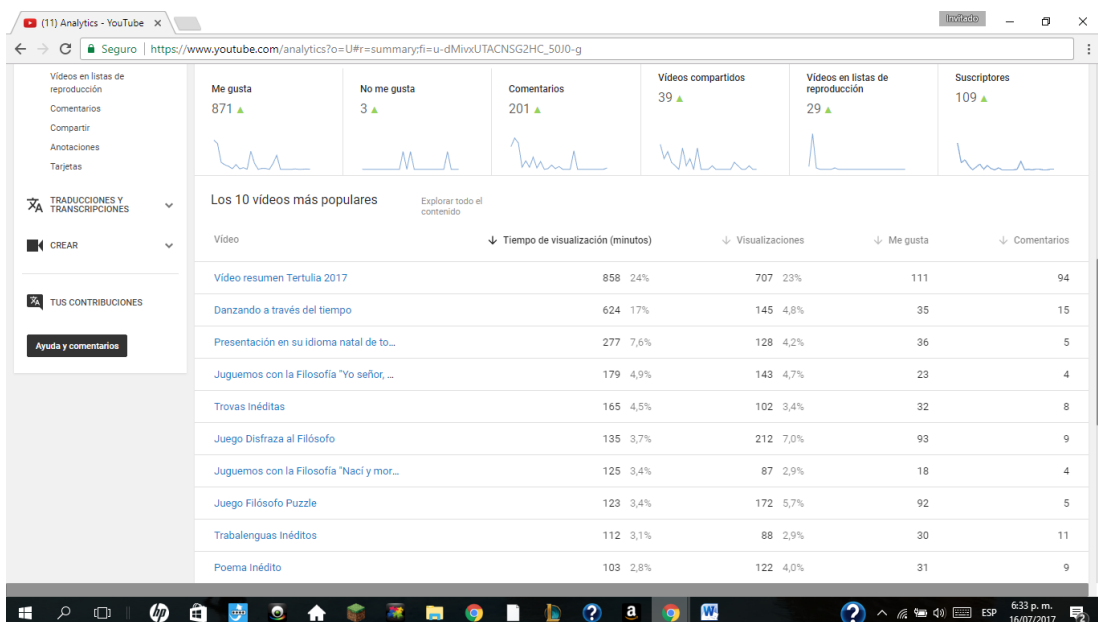 (11) Analytics - YouTube
Invitado
Seguro | https://www.youtube.com/analytics?o=U#r=summary;fi=u-dMivxUTACNSG2HC_50J0-g
Vídeos en listas de
reproducción
Comentarios
Compartir
Anotaciones
Tarjetas
TRADUCCIONES Y
TRANSCRIPCIONES
CREAR
TUS CONTRIBUCIONES
Ayuda y comentarios
Me gusta
871
No me gusta
3
Comentarios
201
Vídeos compartidos
39
Vídeos en listas de
reproducción
29
Suscriptores
109
Los 10 vídeos más populares
Explorar todo el
contenido
Vídeo Tiempo de visualización (minutos) Visualizaciones Me gusta Comentarios
Vídeo resumen Tertulia 2017 858 24% 707 23% 111 94
Danzando a través del tiempo 624 17% 145 4,8% 35 15
Presentación en su idioma natal de to... 277 7,6% 128 4,2% 36 5
Juguemos con la Filosofía "Yo señor, ... 179 4,9% 143 4,7% 23 4
Trovas Inéditas 165 4,5% 102 3,4% 32 8
Juego Disfraza al Filósofo 135 3,7% 212 7,0% 93 9
Juguemos con la Filosofía "Nací y mor... 125 3,4% 87 2,9% 18 4
Juego Filósofo Puzzle 123 3,4% 172 5,7% 92 5
Trabalenguas Inéditos 112 3,1% 88 2,9% 30 11
Poema Inédito 103 2,8% 122 4,0% 31 9
hp
a
W
ESP
6:33 p. m.
16/07/2017
2